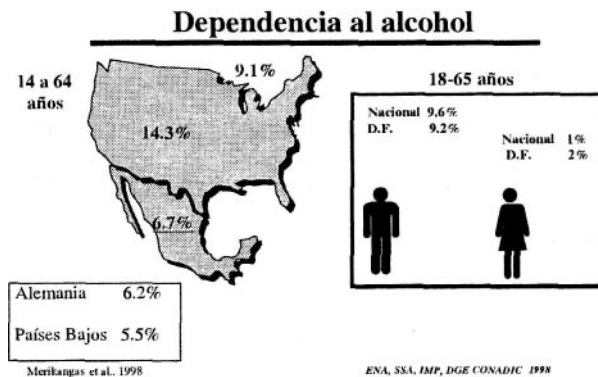 Dependencia al alcohol
14 a 64
años
9.1%
14.3%
6.7%
Alemania 6.2%
Países Bajos 5.5%
Merikangas et al., 1998
18-65 años
Nacional 9.6%
D.F. 9.2%
Nacional 1%
D.F. 2%
ENA, SSA, IMP, DGE CONADIC 1998